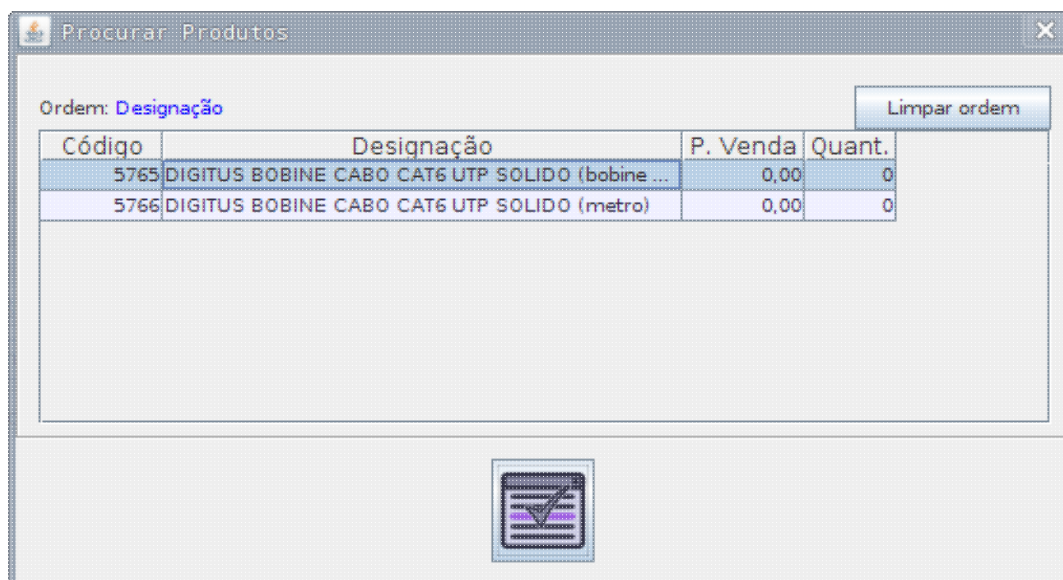 Procurar Produtos
Ordem: Designação
Limpar ordem
Código Designação P. Venda Quant.
5765 DIGITUS BOBINE CABO CAT6 UTP SOLIDO (bobine ... 0,00 0
5766 DIGITUS BOBINE CABO CAT6 UTP SOLIDO (metro) 0,00 0